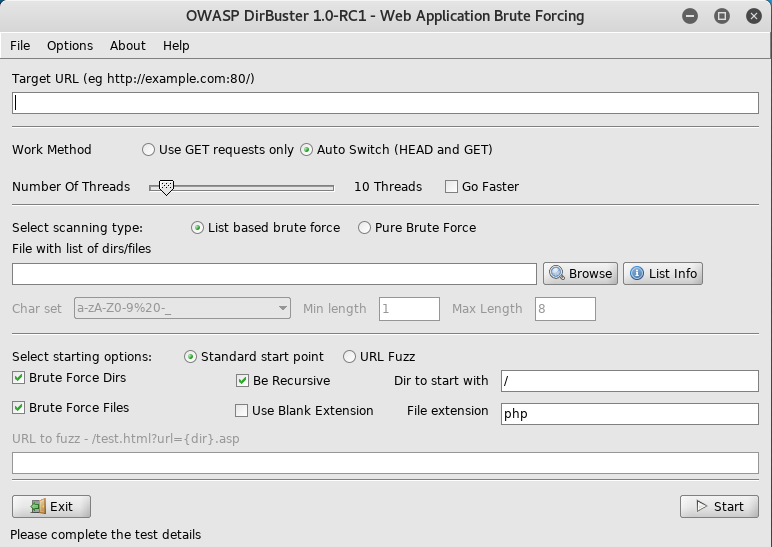 OWASP DirBuster 1.0-RC1 - Web Application Brute Forcing
File Options About Help
Target URL (eg http://example.com:80/)
Work Method Use GET requests only Auto Switch (HEAD and GET)
Number Of Threads 10 Threads Go Faster
Select scanning type: List based brute force Pure Brute Force
File with list of dirs/files
Browse List Info
Char set a-zA-Z0-9%20-_ Min length 1 Max Length 8
Select starting options: Standard start point URL Fuzz
Brute Force Dirs Be Recursive Dir to start with /
Brute Force Files Use Blank Extension File extension php
URL to fuzz - /test.html?url={dir}.asp
Exit Start
Please complete the test details